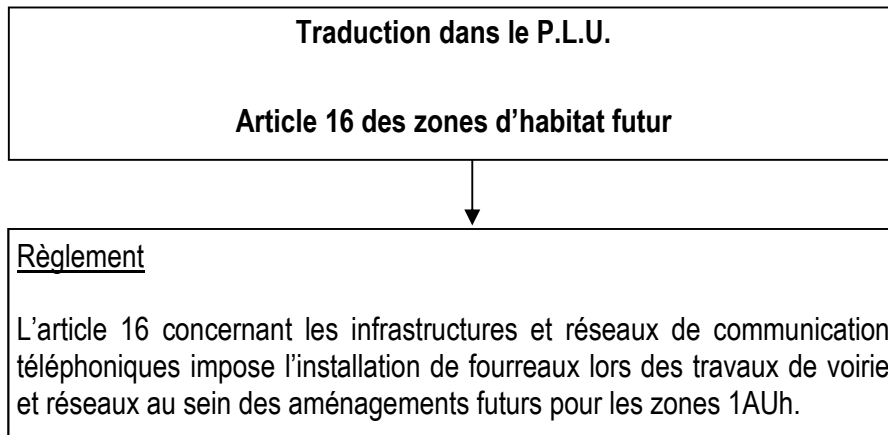 Traduction dans le P.L.U.
Article 16 des zones d’habitat futur
Règlement
L’article 16 concernant les infrastructures et réseaux de communication
téléphoniques impose l’installation de fourreaux lors des travaux de voirie
et réseaux au sein des aménagements futurs pour les zones 1AUh.